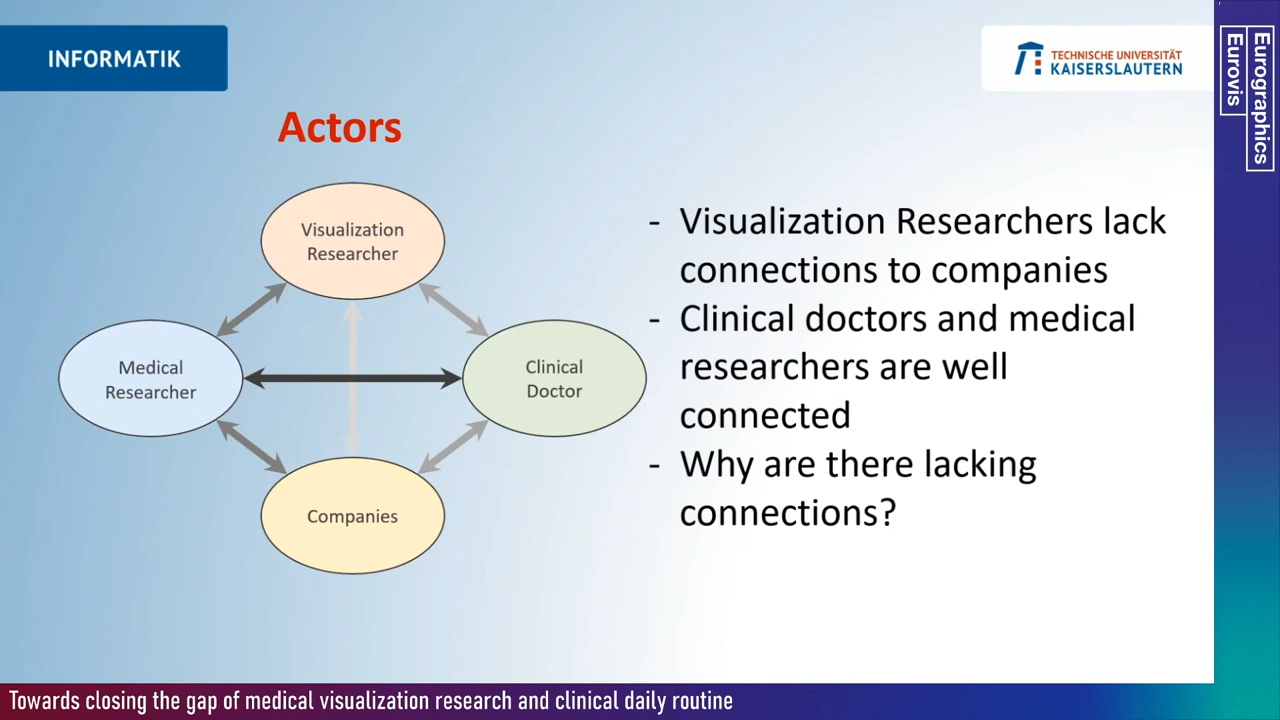 INFORMATIK
TECHNISCHE UNIVERSITÄT
KAISERSLAUTERN
Eurographics
Eurovis
Actors
Visualization
Researcher
Medical
Researcher
Clinical
Doctor
Companies
- Visualization Researchers lack
connections to companies
- Clinical doctors and medical
researchers are well
connected
- Why are there lacking
connections?
Towards closing the gap of medical visualization research and clinical daily routine